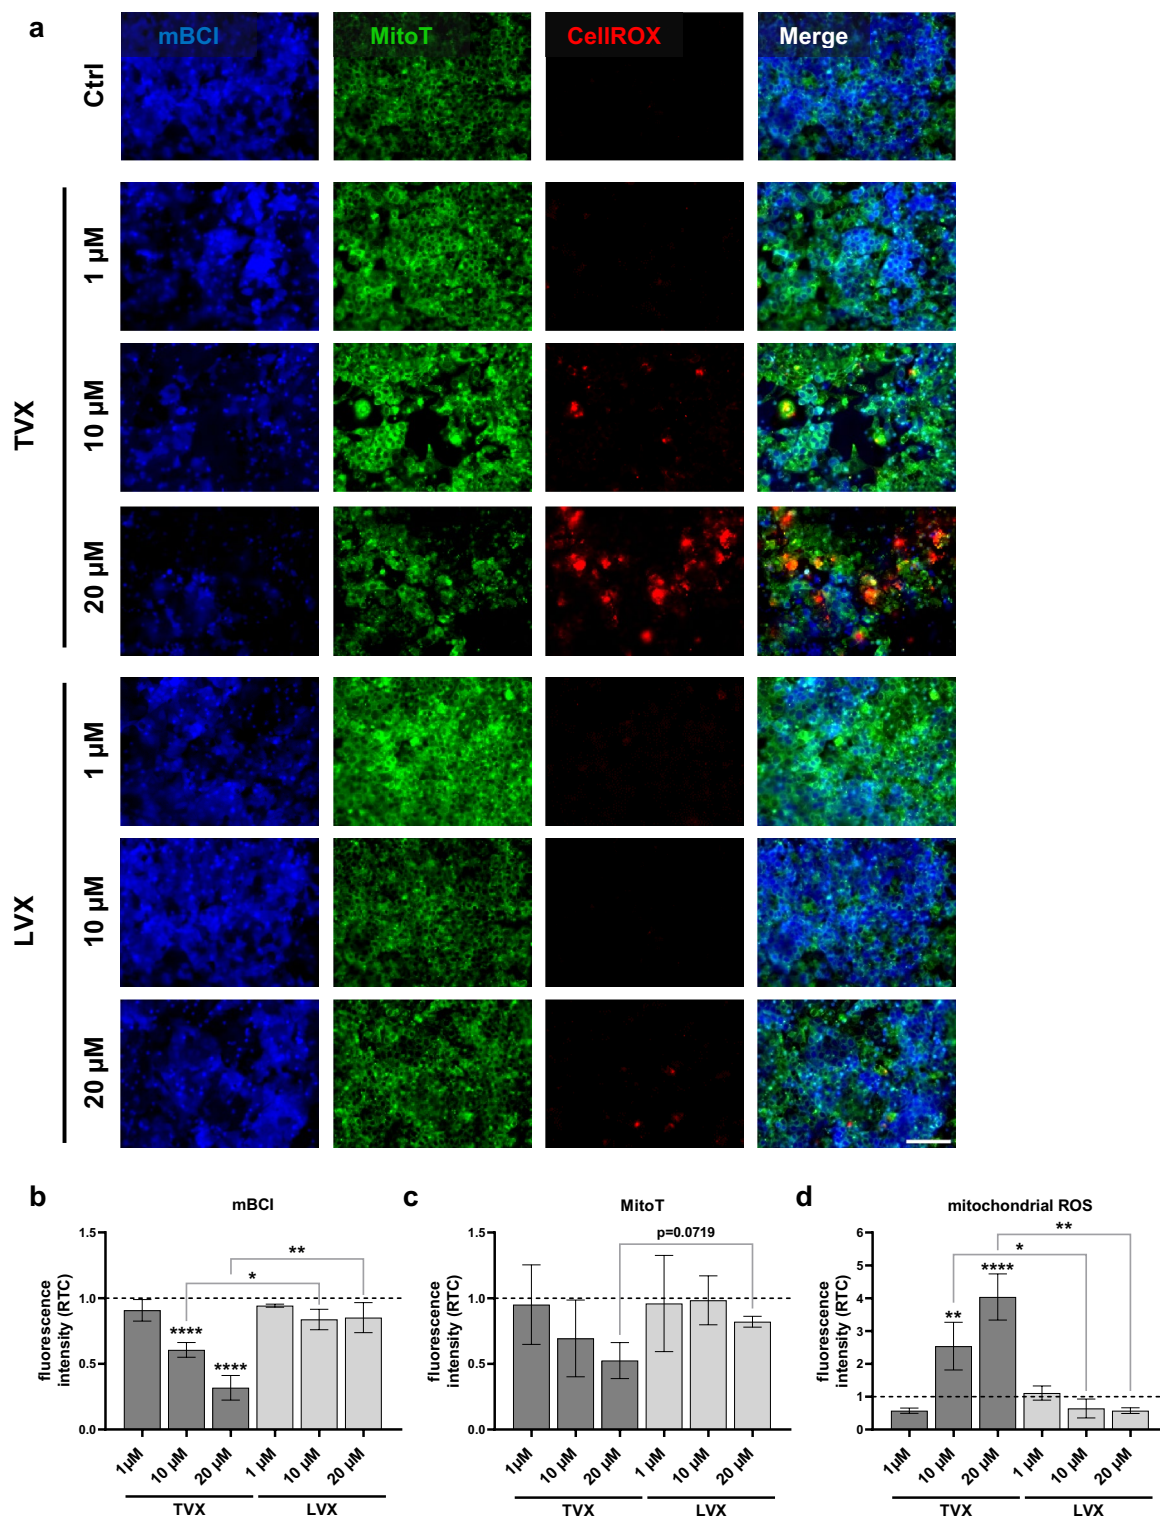 a
mBCI
MitoT
CellROX
Merge
Ctrl
TVX
1 µM
10 µM
20 µM
LVX
1 µM
10 µM
20 µM
b
mBCI
fluorescence
intensity (RTC)
1.5
1.0
0.5
0.0
**
*
****
****
1µM
10 µM
20 µM
1 µM
10 µM
20 µM
TVX
LVX
c
MitoT
fluorescence
intensity (RTC)
1.5
1.0
0.5
0.0
p=0.0719
1µM
10 µM
20 µM
1 µM
10 µM
20 µM
TVX
LVX
d
mitochondrial ROS
fluorescence
intensity (RTC)
6
5
4
3
2
1
0
**
*
****
**
1µM
10 µM
20 µM
1 µM
10 µM
20 µM
TVX
LVX